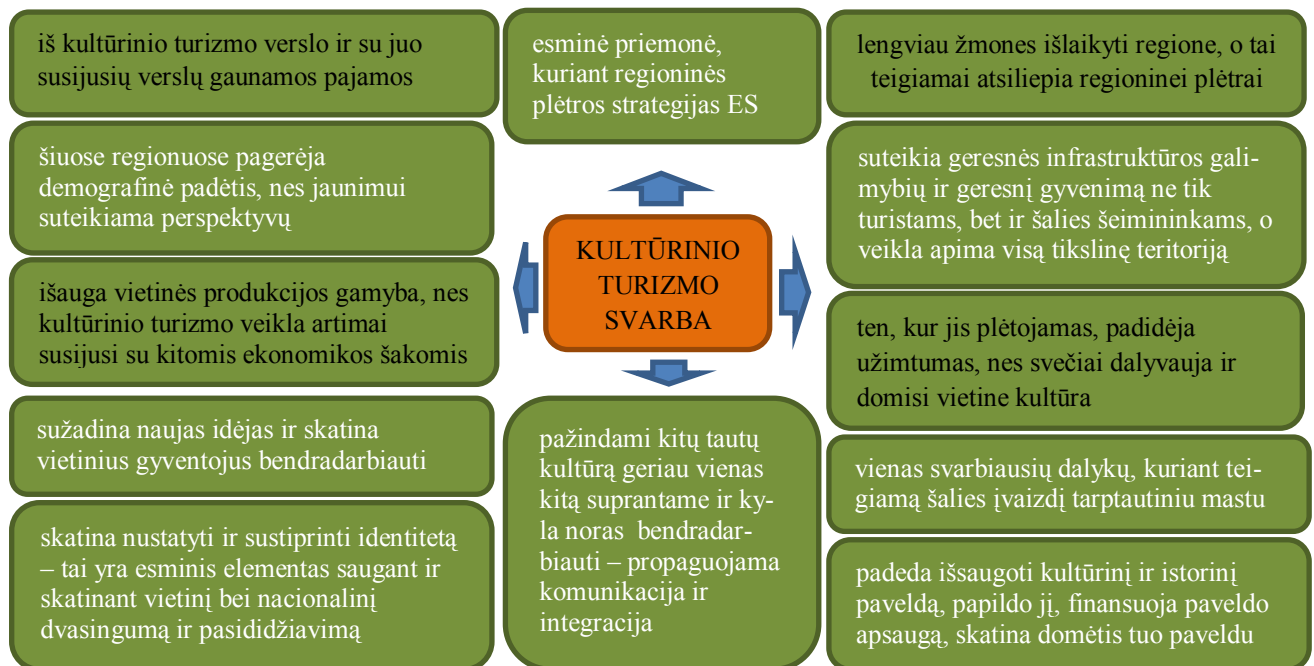 iš kultūrinio turizmo verslo ir su juo
susijusių verslų gaunamos pajamos
šiuose regionuose pagerėja
demografinė padėtis, nes jaunimui
suteikiama perspektyvų
išauga vietinės produkcijos gamyba, nes
kultūrinio turizmo veikla artimai
susijusi su kitomis ekonomikos šakomis
sužadina naujas idėjas ir skatina
vietinius gyventojus bendradarbiauti
skatina nustatyti ir sustiprinti identitetą
– tai yra esminis elementas saugant ir
skatinant vietinį bei nacionalinį
dvasingumą ir pasididžiavimą
esminė priemonė,
kuriant regioninės
plėtros strategijas ES
KULTŪRINIO
TURIZMO
SVARBA
pažindami kitų tautų
kultūrą geriau vienas
kitą suprantame ir ky-
la noras bendradar-
biauti – propaguojama
komunikacija ir
integracija
lengviau žmones išlaikyti regione, o tai
teigiamai atsiliepia regioninei plėtrai
suteikia geresnės infrastruktūros gali-
mybių ir geresnį gyvenimą ne tik
turistams, bet ir šalies šeimininkams, o
veikla apima visą tikslinę teritoriją
ten, kur jis plėtojamas, padidėja
užimtumas, nes svečiai dalyvauja ir
domisi vietine kultūra
vienas svarbiausių dalykų, kuriant tei-
giamą šalies įvaizdį tarptautiniu mastu
padeda išsaugoti kultūrinį ir istorinį
paveldą, papildo jį, finansuoja paveldo
apsaugą, skatina domėtis tuo paveldu